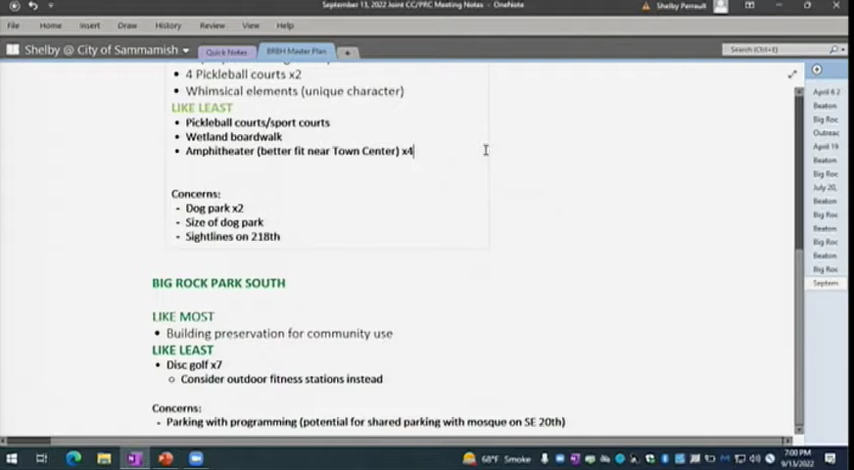 September 13, 2022 Joint CC/PRC Meeting Notes - OneNote
Shelby Perrault
File Home Insert Draw History Review View Help
Shelby @ City of Sammamish
Quick Notes
BRBH Master Plan
+
Search (Ctrl+E)
• 4 Pickleball courts x2
• Whimsical elements (unique character)
LIKE LEAST
• Pickleball courts/sport courts
• Wetland boardwalk
• Amphitheater (better fit near Town Center) x4
Concerns:
- Dog park x2
- Size of dog park
- Sightlines on 218th
BIG ROCK PARK SOUTH
LIKE MOST
• Building preservation for community use
LIKE LEAST
• Disc golf x7
o Consider outdoor fitness stations instead
Concerns:
- Parking with programming (potential for shared parking with mosque on SE 20th)
April 6 2
Beaton
Big Roc
Outreac
April 19
Beaton
Big Roc
July 20,
Beaton
Big Roc
Beaton
Big Roc
Beaton
Big Roc
Septem
68°F Smoke
7:00 PM
9/13/2022